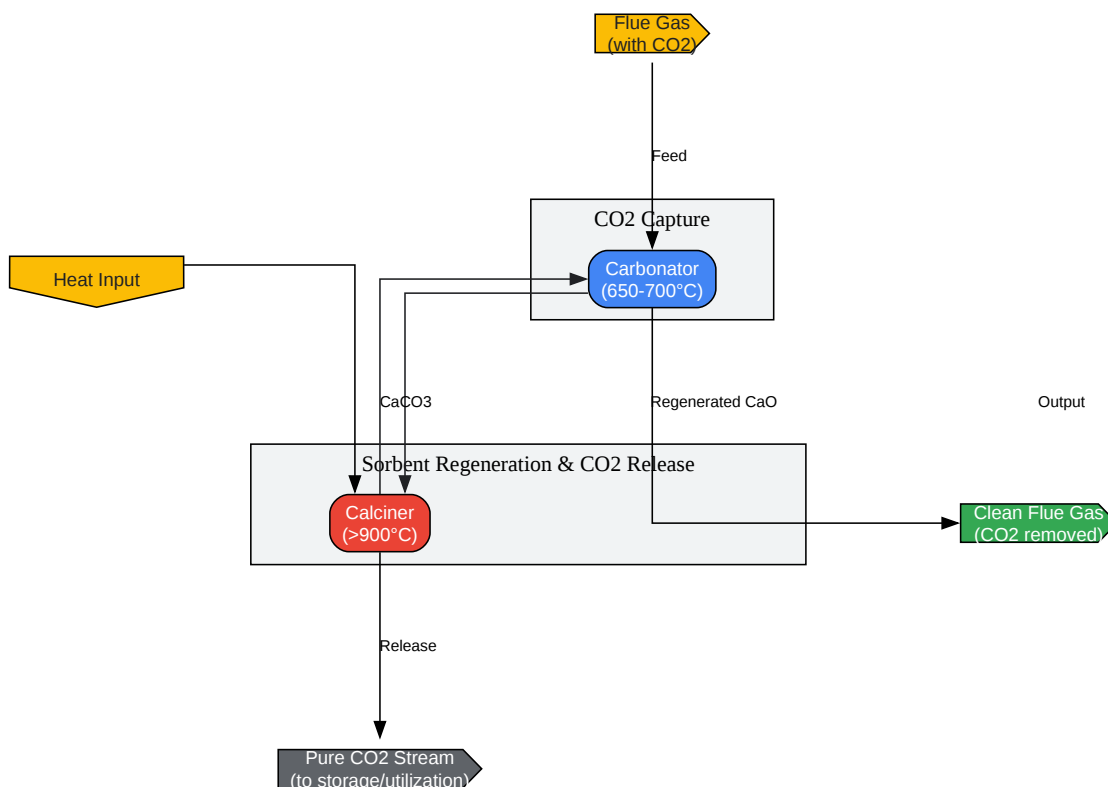 Flue Gas
(with CO2)
Feed
CO2 Capture
Heat Input
Carbonator
(650-700°C)
CaCO3
Regenerated CaO
Output
Sorbent Regeneration & CO2 Release
Calciner
(>900°C)
Clean Flue Gas
(CO2 removed)
Release
Pure CO2 Stream
(to storage/utilization)